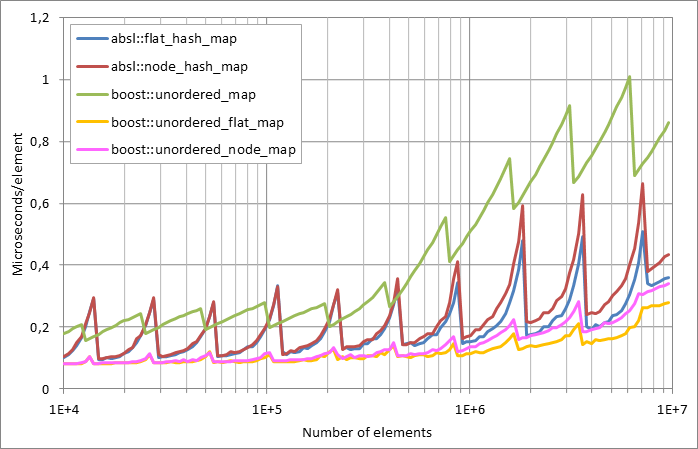 1,2
1
0,8
0,6
0,4
0,2
0
Microseconds/element
absl::flat_hash_map
absl::node_hash_map
boost::unordered_map
boost::unordered_flat_map
boost::unordered_node_map
1E+4 1E+5 1E+6 1E+7
Number of elements